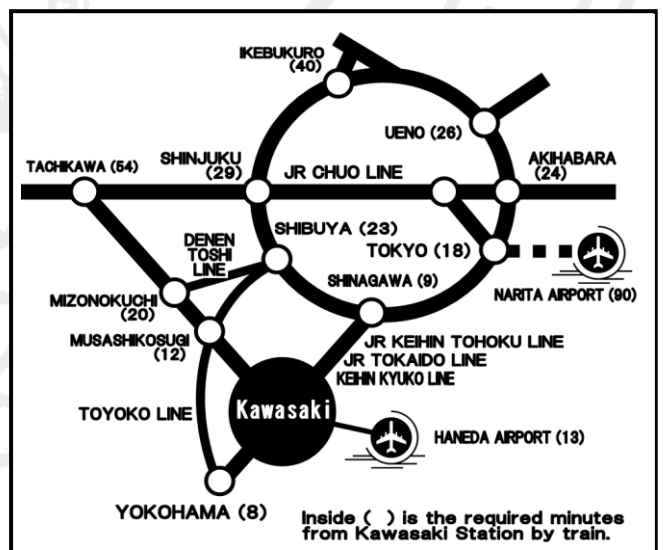 IKEBUKURO
(40)
UENO (26)
TACHIKAWA (54)
SHINJUKU
(29)
JR CHUO LINE
AKIHABARA
(24)
DENEN
TOSHI
LINE
SHIBUYA (23)
TOKYO (18)
SHINAGAWA (9)
NARITA AIRPORT (90)
MIZONOKUCHI
(20)
MUSASHIKOSUGI
(12)
JR KEIHIN TOHOKU LINE
JR TOKAIDO LINE
KEIHIN KYUKO LINE
TOYOKO LINE
Kawasaki
HANEDA AIRPORT (13)
YOKOHAMA (8)
Inside ( ) is the required minutes
from Kawasaki Station by train.